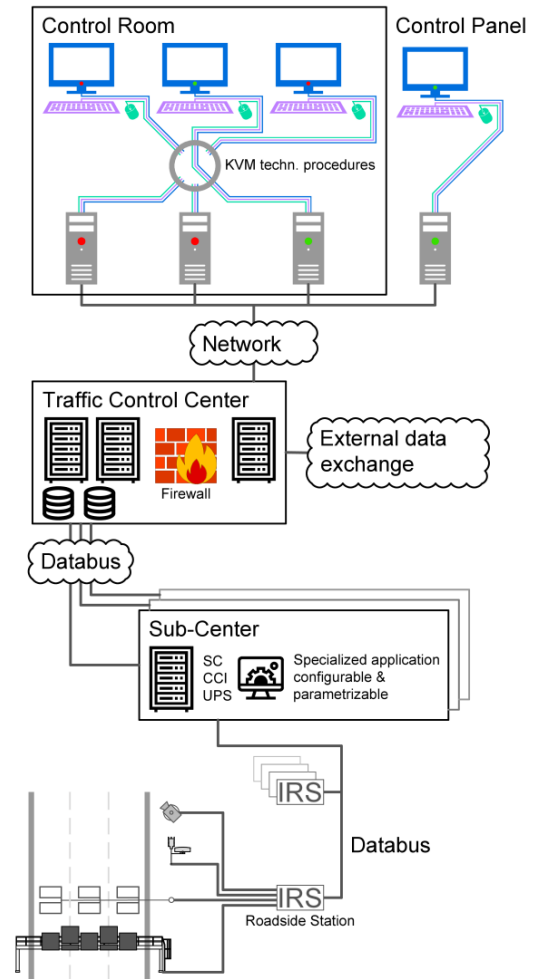 Control Room
Control Panel
KVM techn. procedures
Network
Traffic Control Center
Firewall
External data
exchange
Databus
Sub-Center
SC
CCI
UPS
Specialized application
configurable &
parametrizable
IRS
Databus
IRS
Roadside Station